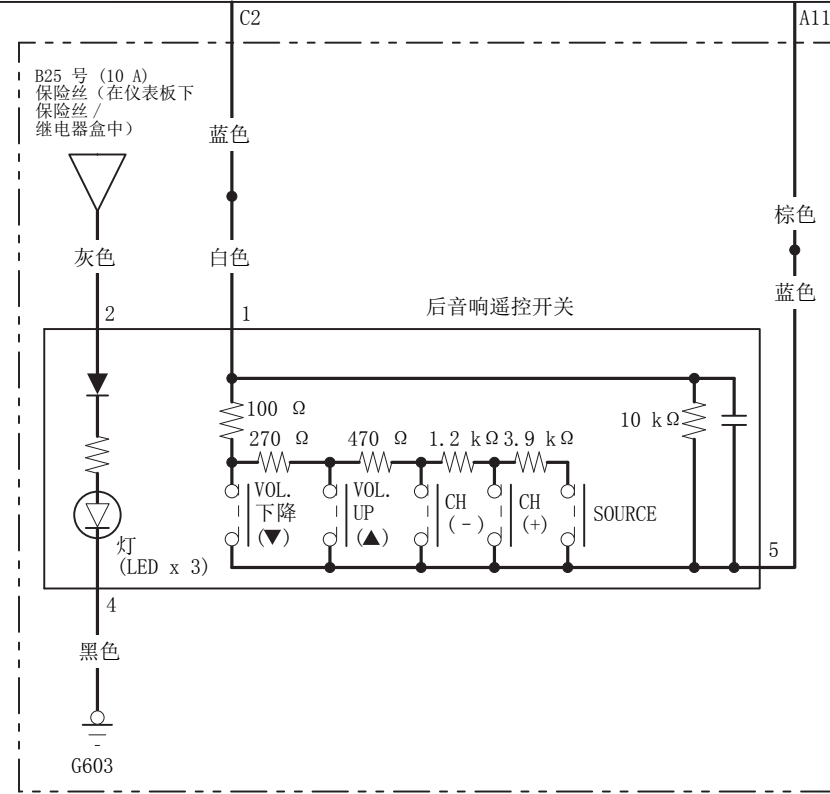 C2
A11
B25 号 (10 A)
保险丝（在仪表板下
保险丝 /
继电器盒中）
蓝色
棕色
灰色
白色
蓝色
后音响遥控开关
2
1
100 Ω
10 kΩ
270 Ω
470 Ω
1.2 kΩ
3.9 kΩ
VOL.
下降
(▼)
VOL.
UP
(▲)
CH
(-)
CH
(+)
SOURCE
灯
(LED x 3)
5
4
黑色
G603